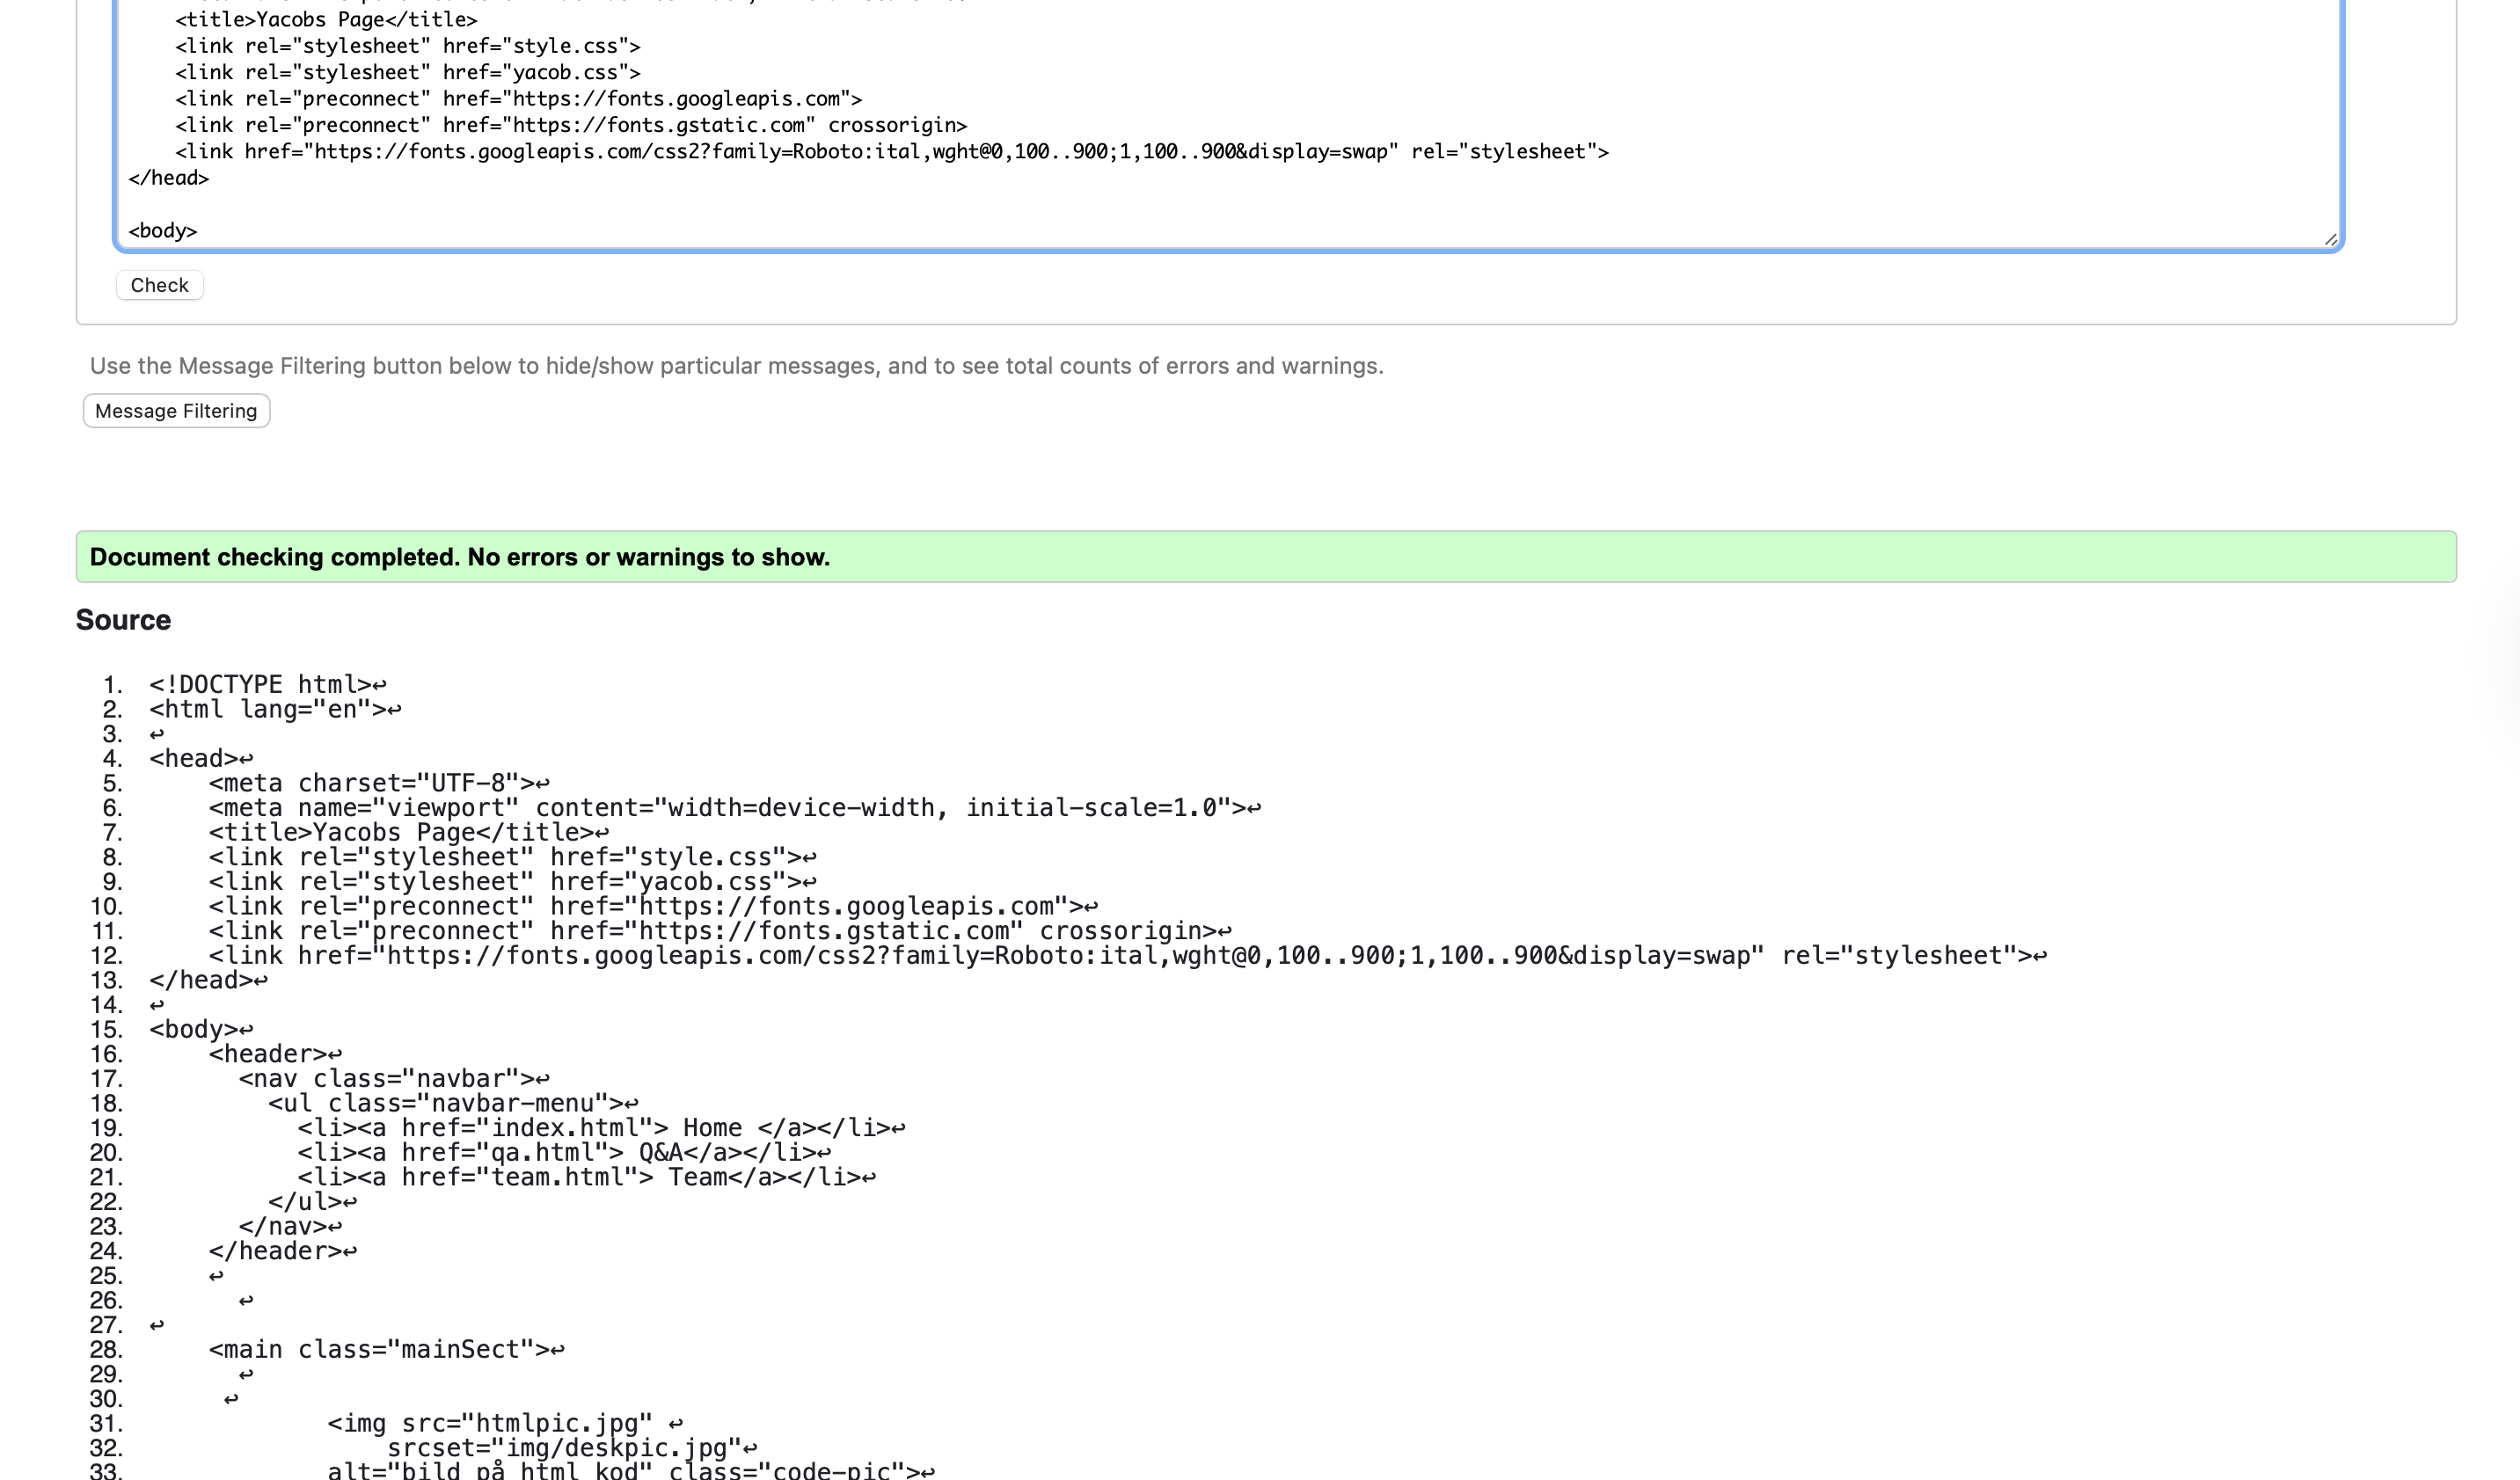 <title>Yacobs Page</title>
<link rel="stylesheet" href="style.css">
<link rel="stylesheet" href="yacob.css">
<link rel="preconnect" href="https://fonts.googleapis.com">
<link rel="preconnect" href="https://fonts.gstatic.com" crossorigin>
<link href="https://fonts.googleapis.com/css2?family=Roboto:ital,wght@0,100..900;1,100..900&display=swap" rel="stylesheet">
</head>
<body>
Check
Use the Message Filtering button below to hide/show particular messages, and to see total counts of errors and warnings.
Message Filtering
Document checking completed. No errors or warnings to show.
Source
1. <!DOCTYPE html>↩
2. <html lang="en">↩
3. ↩
4. <head>↩
5. <meta charset="UTF-8">↩
6. <meta name="viewport" content="width=device-width, initial-scale=1.0">↩
7. <title>Yacobs Page</title>↩
8. <link rel="stylesheet" href="style.css">↩
9. <link rel="stylesheet" href="yacob.css">↩
10. <link rel="preconnect" href="https://fonts.googleapis.com">↩
11. <link rel="preconnect" href="https://fonts.gstatic.com" crossorigin>↩
12. <link href="https://fonts.googleapis.com/css2?family=Roboto:ital,wght@0,100..900;1,100..900&display=swap" rel="stylesheet">↩
13. </head>↩
14. ↩
15. <body>↩
16. <header>↩
17. <nav class="navbar">↩
18. <ul class="navbar-menu">↩
19. <li><a href="index.html"> Home </a></li>↩
20. <li><a href="qa.html"> Q&A</a></li>↩
21. <li><a href="team.html"> Team</a></li>↩
22. </ul>↩
23. </nav>↩
24. </header>↩
25. ↩
26. ↩
27. ↩
28. <main class="mainSect">↩
29. ↩
30. ↩
31. <img src="htmlpic.jpg" ↩
32. srcset="img/deskpic.jpg"↩
33. alt="bild på html kod" class="code-pic">↩